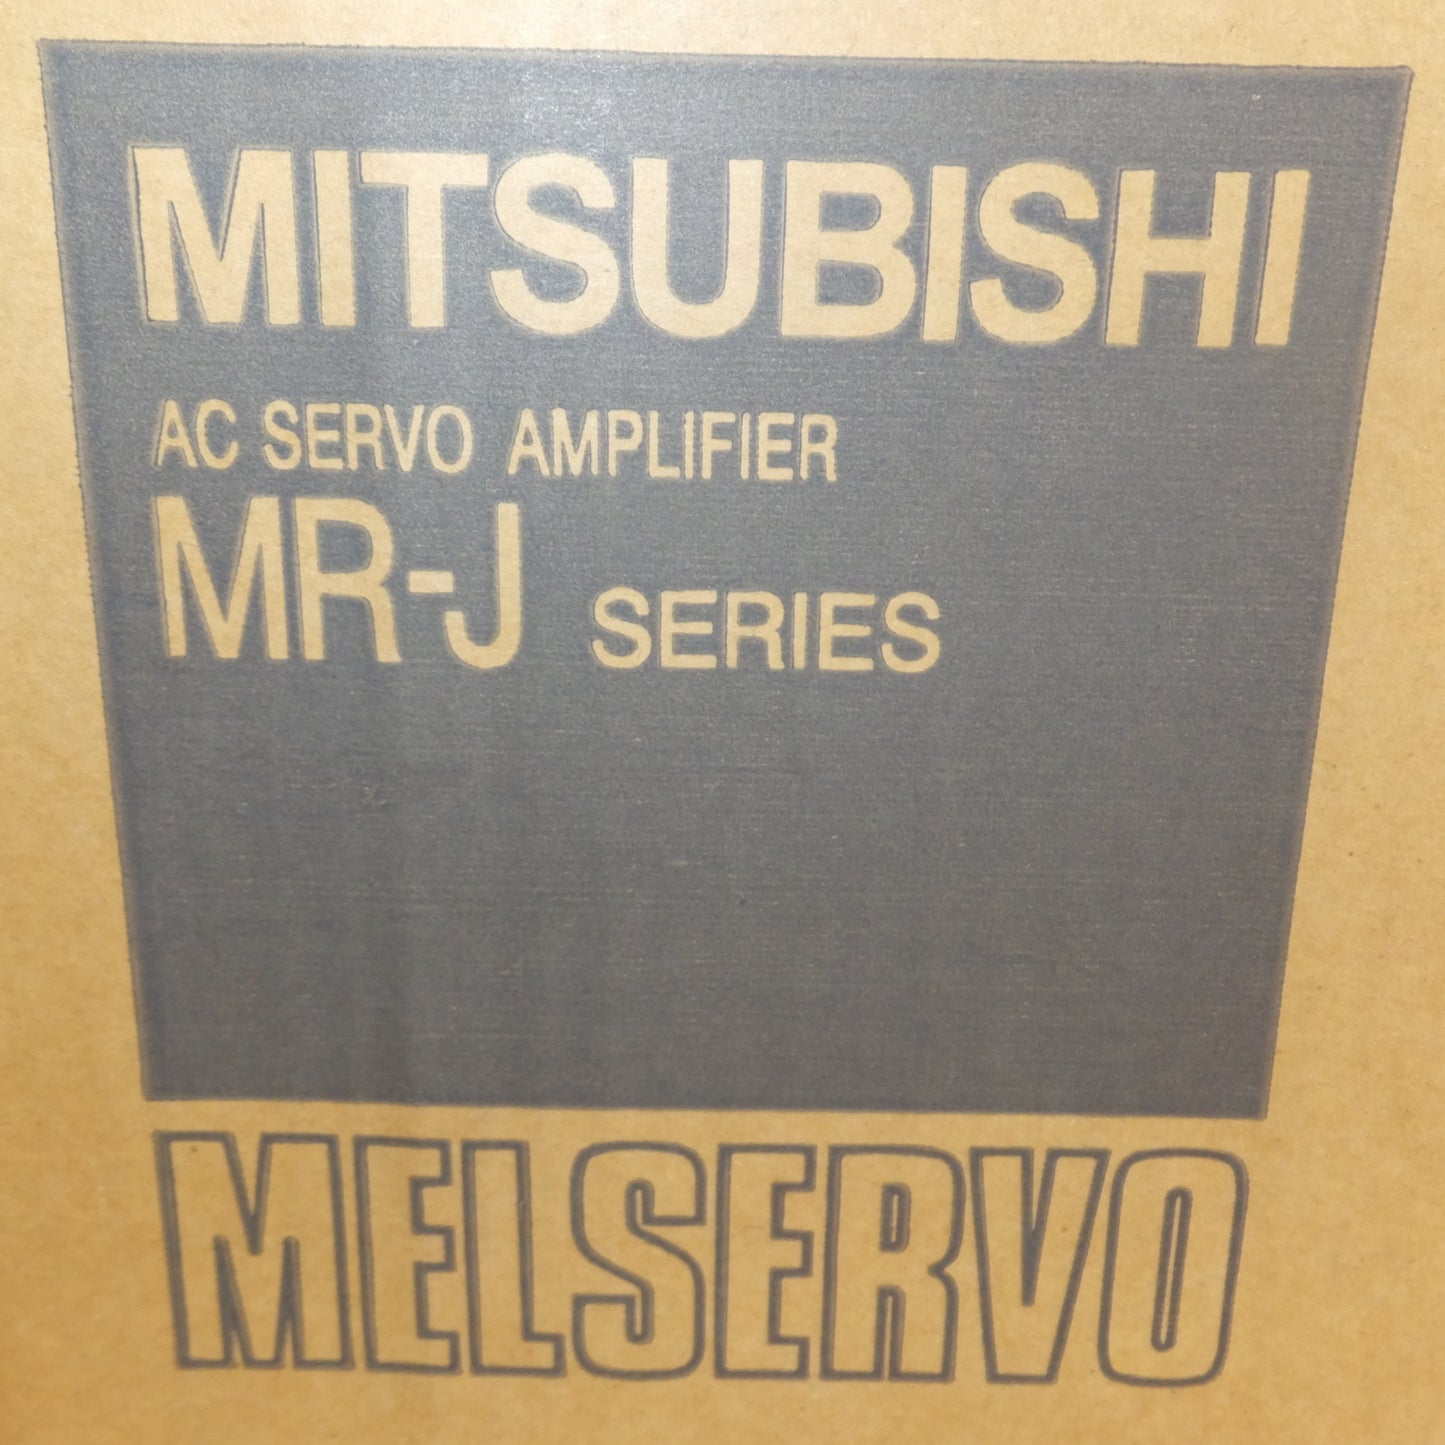 MITSUBISHI
AC SERVO AMPLIFIER
MR-J SERIES
MELSERVO